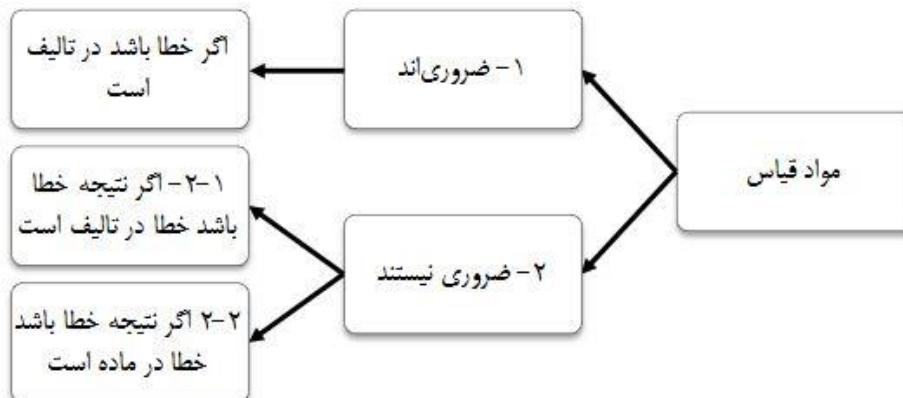 مواد قیاس
۱- ضروری‌اند
اگر خطا باشد در تالیف
است
۲- ضروری نیستند
۲-۱- اگر نتیجه خطا
باشد خطا در تالیف است
۲-۲ اگر نتیجه خطا باشد
خطا در ماده است